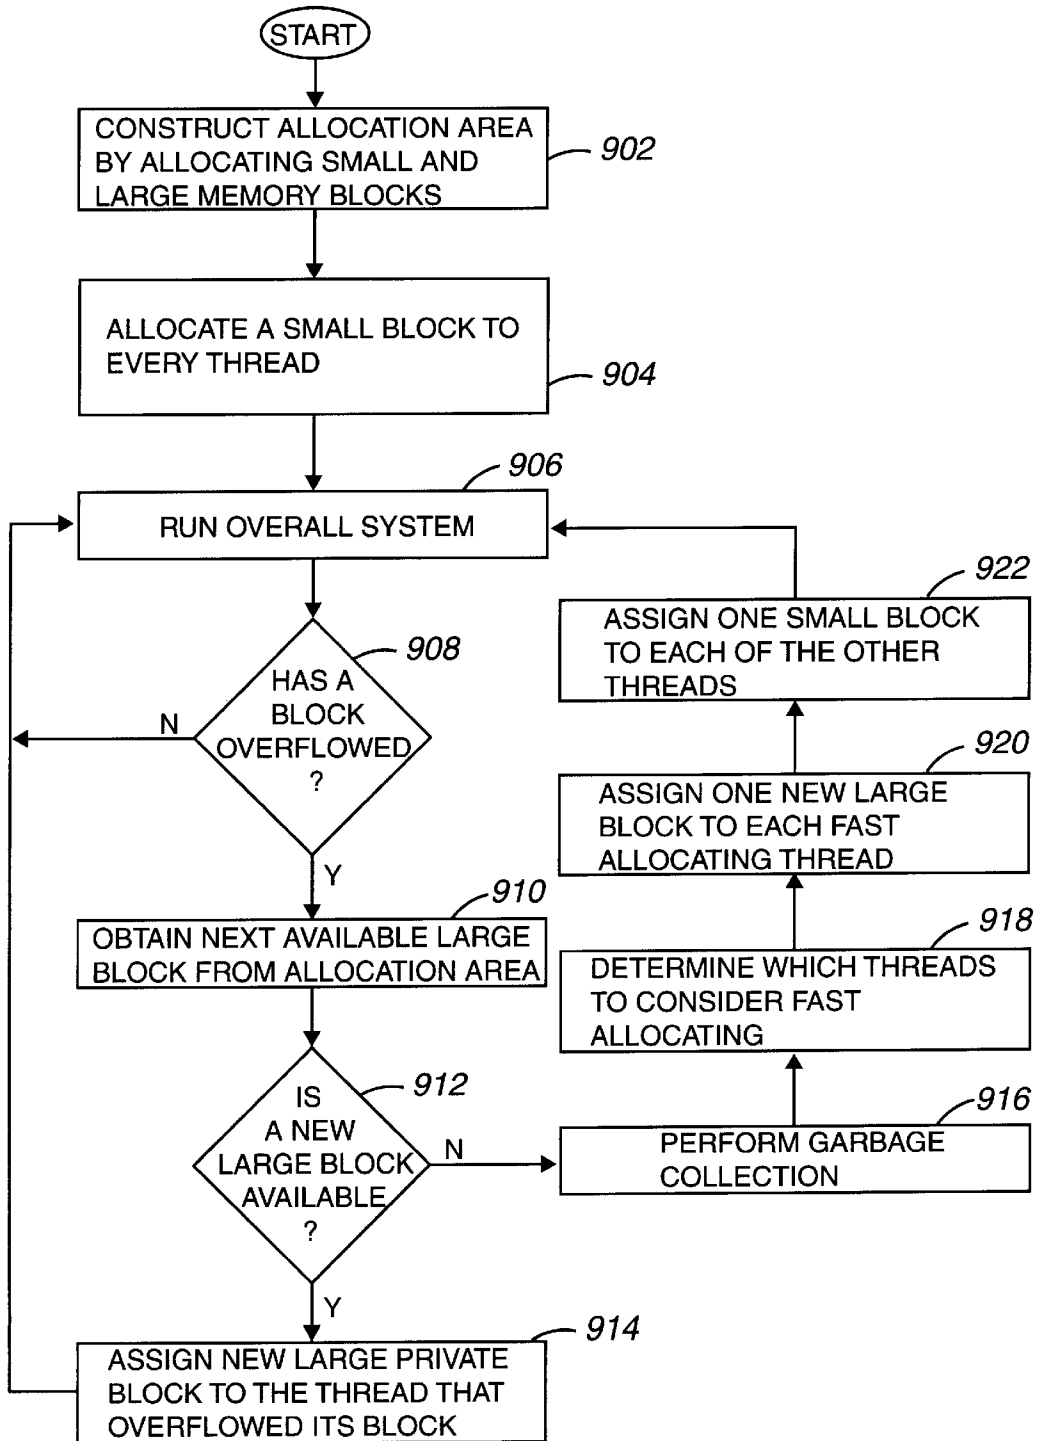 START
CONSTRUCT ALLOCATION AREA
BY ALLOCATING SMALL AND
LARGE MEMORY BLOCKS
902
ALLOCATE A SMALL BLOCK TO
EVERY THREAD
904
906
RUN OVERALL SYSTEM
908
HAS A
BLOCK
OVERFLOWED
?
N
Y
910
OBTAIN NEXT AVAILABLE LARGE
BLOCK FROM ALLOCATION AREA
912
IS
A NEW
LARGE BLOCK
AVAILABLE
?
N
Y
914
ASSIGN NEW LARGE PRIVATE
BLOCK TO THE THREAD THAT
OVERFLOWED ITS BLOCK
916
PERFORM GARBAGE
COLLECTION
918
DETERMINE WHICH THREADS
TO CONSIDER FAST
ALLOCATING
920
ASSIGN ONE NEW LARGE
BLOCK TO EACH FAST
ALLOCATING THREAD
922
ASSIGN ONE SMALL BLOCK
TO EACH OF THE OTHER
THREADS